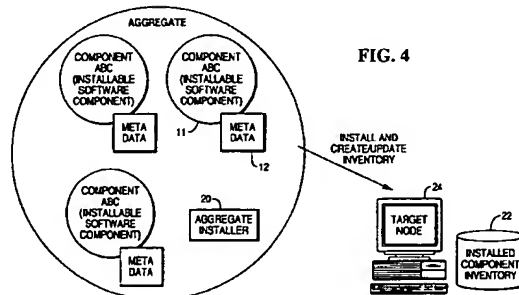 AGGREGATE
COMPONENT
ABC
(INSTALLABLE
SOFTWARE
COMPONENT)
META
DATA
COMPONENT
ABC
(INSTALLABLE
SOFTWARE
COMPONENT)
11
META
DATA
12
FIG. 4
INSTALL AND
CREATE/UPDATE
INVENTORY
COMPONENT
ABC
(INSTALLABLE
SOFTWARE
COMPONENT)
META
DATA
20
AGGREGATE
INSTALLER
24
TARGET
NODE
22
INSTALLED
COMPONENT
INVENTORY